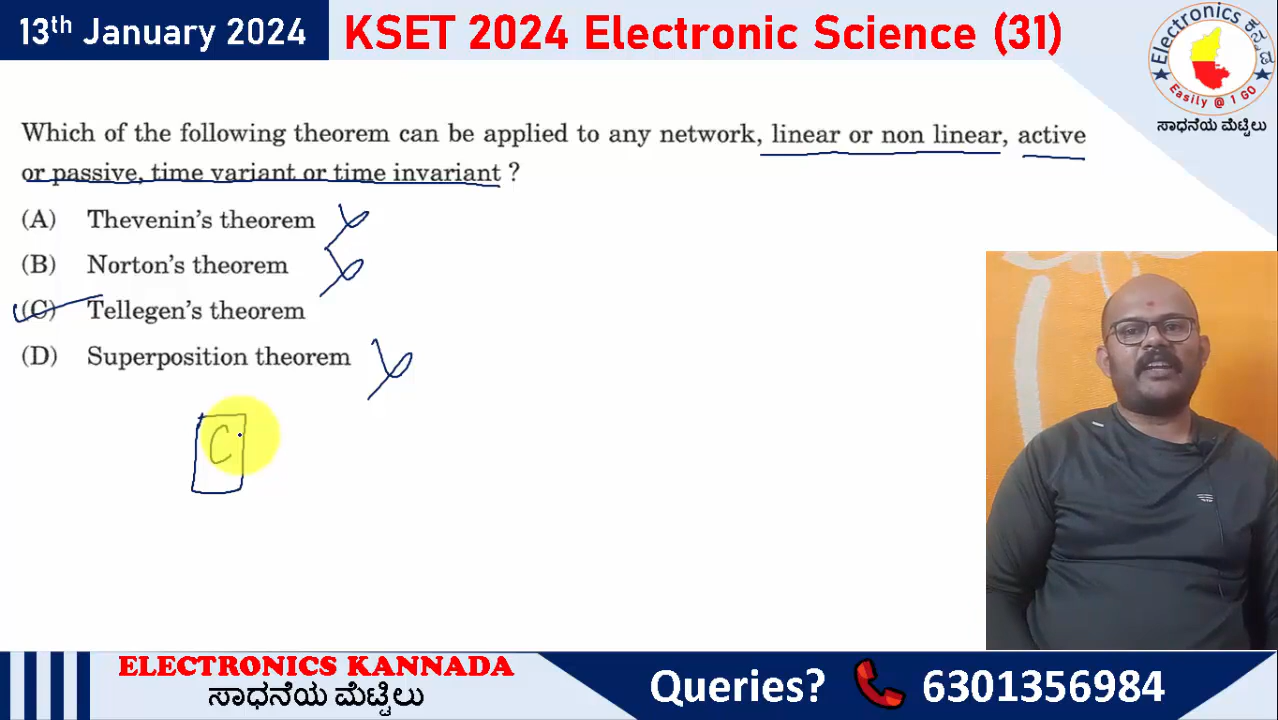 13th January 2024
KSET 2024 Electronic Science (31)
Electronics ಕನ್ನಡ
Easily @ 1 GO
ಸಾಧನೆಯ ಮೆಟ್ಟಿಲು
Which of the following theorem can be applied to any network, linear or non linear, active
or passive, time variant or time invariant ?
(A) Thevenin's theorem
(B) Norton's theorem
(C) Tellegen's theorem
(D) Superposition theorem
C
ELECTRONICS KANNADA
ಸಾಧನೆಯ ಮೆಟ್ಟಿಲು
Queries? 6301356984